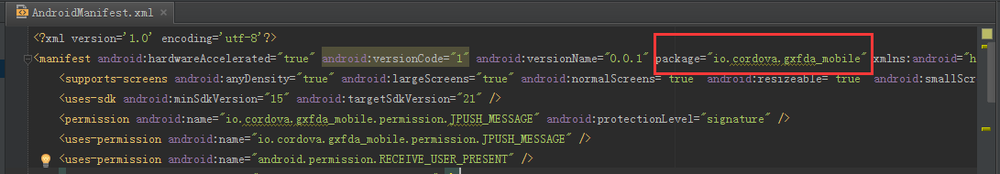 AndroidManifest.xml
<?xml version='1.0' encoding='utf-8'?>
<manifest android:hardwareAccelerated="true" android:versionCode="1" android:versionName="0.0.1" package="io.cordova.gxfda_mobile" xmlns:android="h
<supports-screens android:anyDensity="true" android:largeScreens="true" android:normalScreens="true" android:resizeable="true" android:smallScr
<uses-sdk android:minSdkVersion="15" android:targetSdkVersion="21" />
<permission android:name="io.cordova.gxfda_mobile.permission.JPUSH_MESSAGE" android:protectionLevel="signature" />
<uses-permission android:name="io.cordova.gxfda_mobile.permission.JPUSH_MESSAGE" />
<uses-permission android:name="android.permission.RECEIVE_USER_PRESENT" />